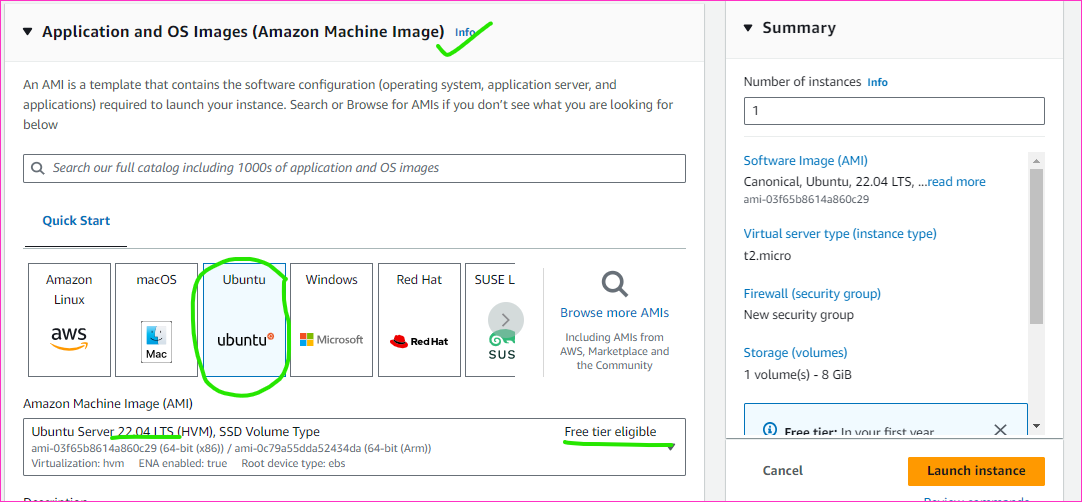 Application and OS Images (Amazon Machine Image) Info
An AMI is a template that contains the software configuration (operating system, application server, and
applications) required to launch your instance. Search or Browse for AMIs if you don't see what you are looking for
below
Search our full catalog including 1000s of application and OS images
Quick Start
Amazon
Linux
aws
macOS
Mac
Ubuntu
ubuntu
Windows
Microsoft
Red Hat
Red Hat
SUSE L
SUS
Browse more AMIs
Including AMIs from
AWS, Marketplace and
the Community
Amazon Machine Image (AMI)
Ubuntu Server 22.04 LTS (HVM), SSD Volume Type
Free tier eligible
ami-03f65b8614a860c29 (64-bit (x86)) / ami-0c79a55dda52434da (64-bit (Arm))
Virtualization: hvm ENA enabled: true Root device type: ebs
Description
Summary
Number of instances Info
1
Software Image (AMI)
Canonical, Ubuntu, 22.04 LTS, ...read more
ami-03f65b8614a860c29
Virtual server type (instance type)
t2.micro
Firewall (security group)
New security group
Storage (volumes)
1 volume(s) - 8 GiB
Free tier: In your first year
Cancel
Launch instance
Review commands